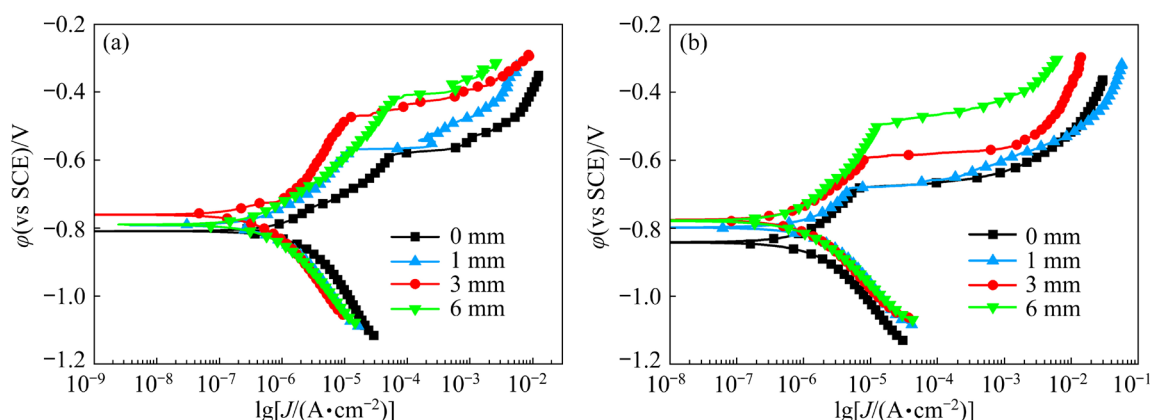 (a)
φ(vs SCE)/V
−0.2
−0.4
−0.6
−0.8
−1.0
−1.2
0 mm
1 mm
3 mm
6 mm
10⁻⁹ 10⁻⁸ 10⁻⁷ 10⁻⁶ 10⁻⁵ 10⁻⁴ 10⁻³ 10⁻² 
lg[J/(A•cm⁻²)]
(b)
φ(vs SCE)/V
−0.2
−0.4
−0.6
−0.8
−1.0
−1.2
0 mm
1 mm
3 mm
6 mm
10⁻⁸ 10⁻⁷ 10⁻⁶ 10⁻⁵ 10⁻⁴ 10⁻³ 10⁻² 10⁻¹
lg[J/(A•cm⁻²)]